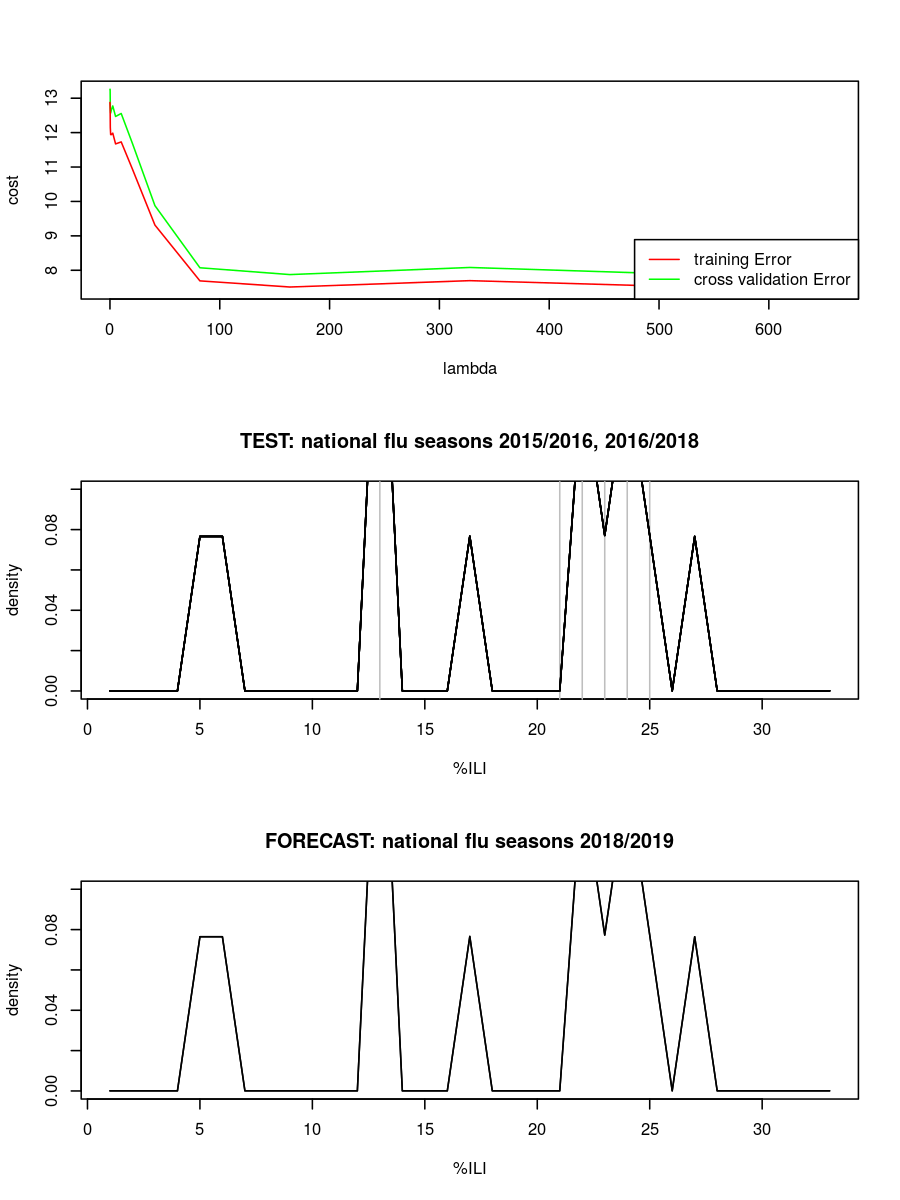 13
12
11
10
9
8
cost
training Error
cross validation Error
0 100 200 300 400 500 600
lambda
TEST: national flu seasons 2015/2016, 2016/2018
0.08
0.04
0.00
density
0 5 10 15 20 25 30
%ILI
FORECAST: national flu seasons 2018/2019
0.08
0.04
0.00
density
0 5 10 15 20 25 30
%ILI